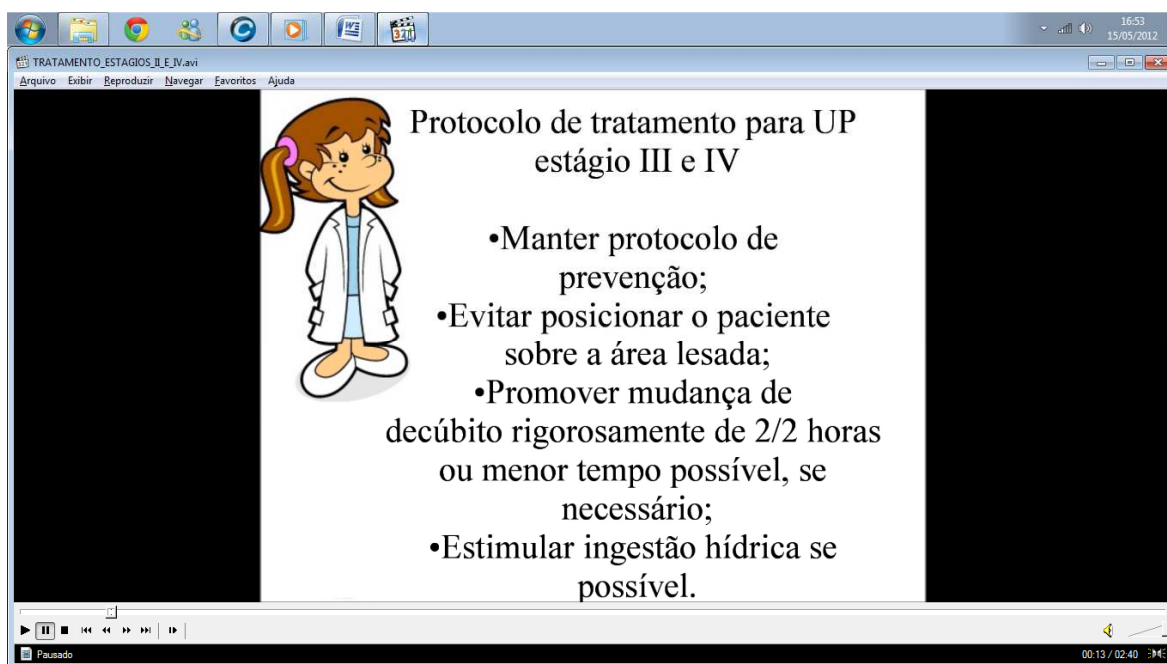 16:53
15/05/2012
TRATAMENTO_ESTAGIOS_II_E_IV.avi
Arquivo Exibir Reproduzir Navegar Favoritos Ajuda
Protocolo de tratamento para UP
estágio III e IV
•Manter protocolo de
prevenção;
•Evitar posicionar o paciente
sobre a área lesada;
•Promover mudança de
decúbito rigorosamente de 2/2 horas
ou menor tempo possível, se
necessário;
•Estimular ingestão hídrica se
possível.
Pausado
00:13 / 02:40